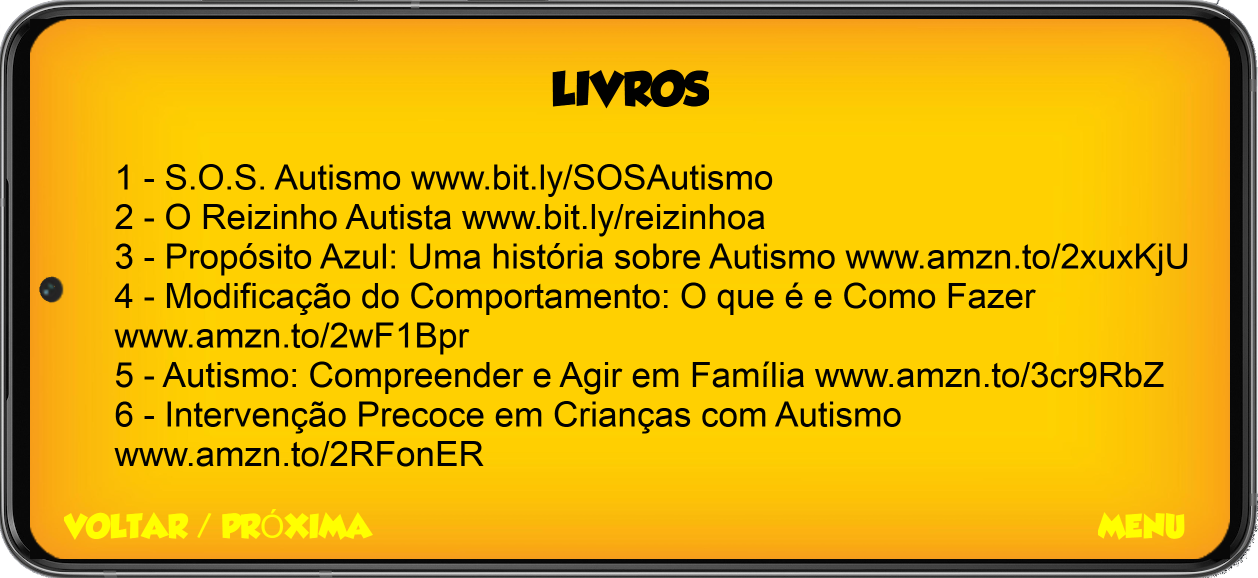 LIVROS
1 - S.O.S. Autismo www.bit.ly/SOSAutismo
2 - O Reizinho Autista www.bit.ly/reizinhoa
3 - Propósito Azul: Uma história sobre Autismo www.amzn.to/2xuxKjU
4 - Modificação do Comportamento: O que é e Como Fazer
www.amzn.to/2wF1Bpr
5 - Autismo: Compreender e Agir em Família www.amzn.to/3cr9RbZ
6 - Intervenção Precoce em Crianças com Autismo
www.amzn.to/2RFonER
VOLTAR / PRÓXIMA
MENU